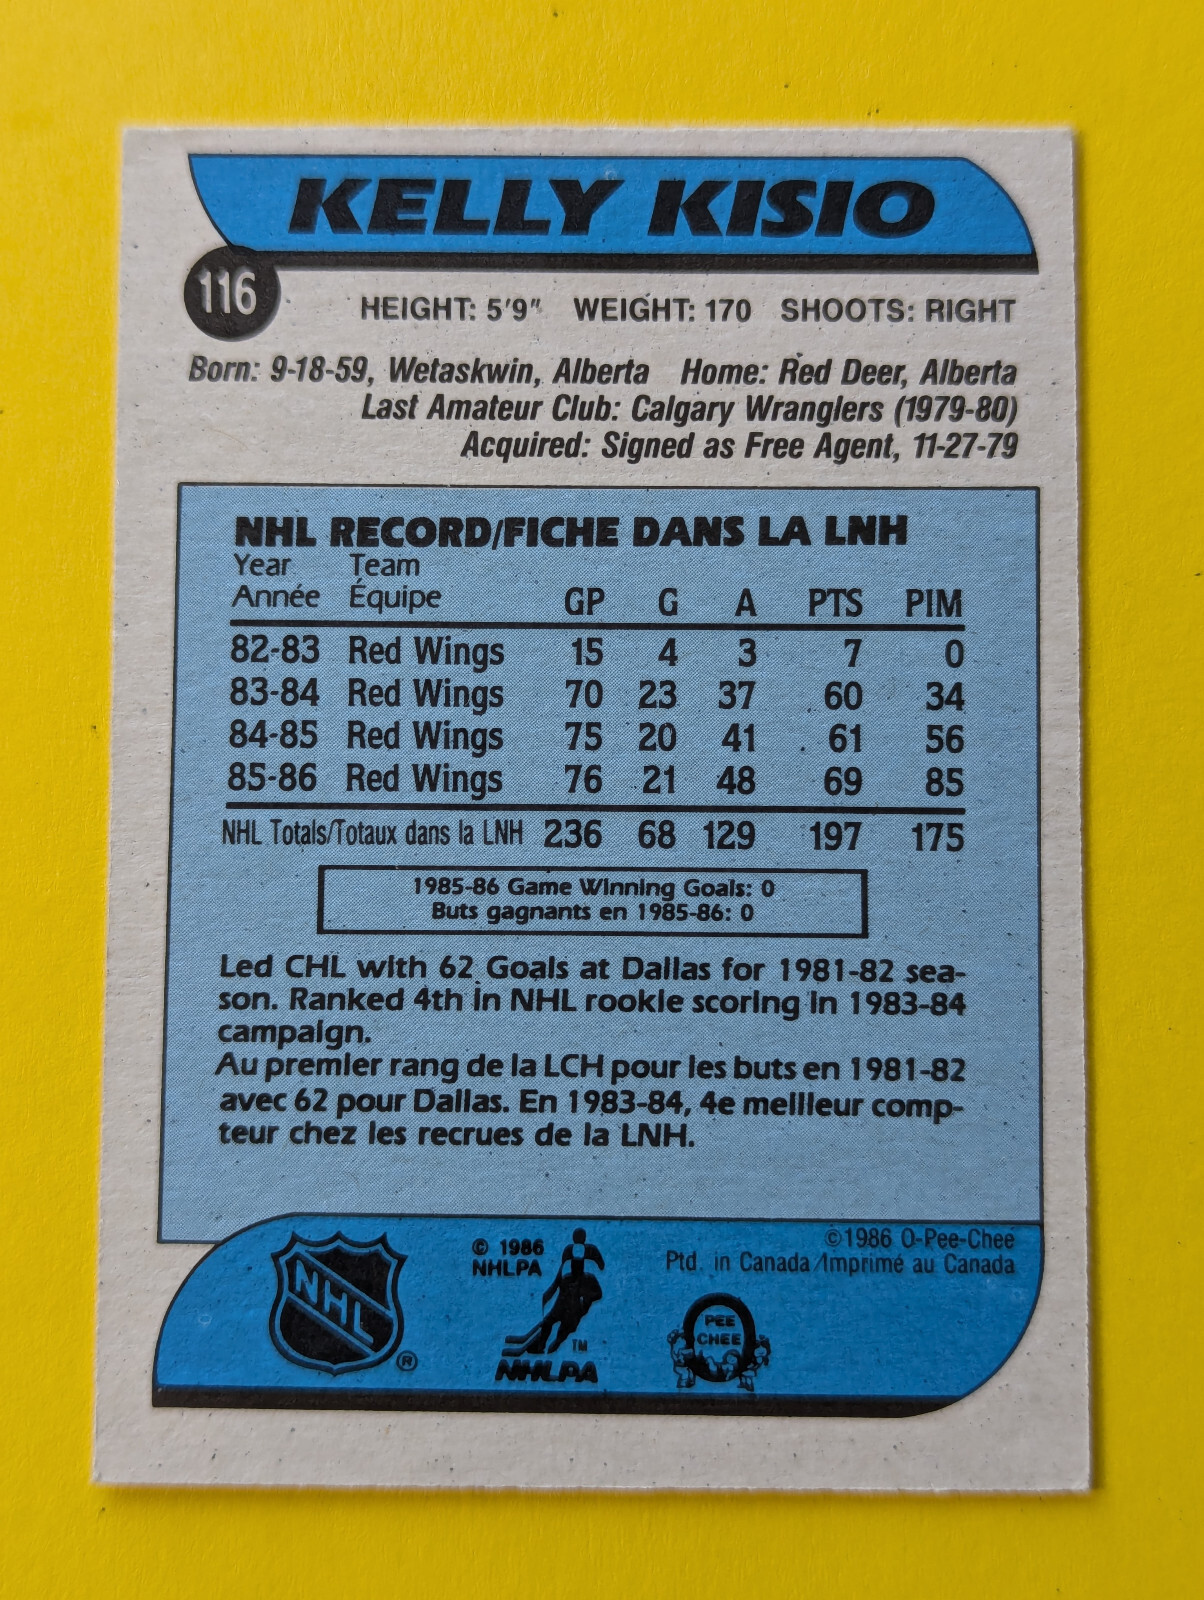 KELLY KISIO
116
HEIGHT: 5'9" WEIGHT: 170 SHOOTS: RIGHT
Born: 9-18-59, Wetaskwin, Alberta Home: Red Deer, Alberta
Last Amateur Club: Calgary Wranglers (1979-80)
Acquired: Signed as Free Agent, 11-27-79
NHL RECORD/FICHE DANS LA LNH
Year Team
Année Équipe GP G A PTS PIM
82-83 Red Wings 15 4 3 7 0
83-84 Red Wings 70 23 37 60 34
84-85 Red Wings 75 20 41 61 56
85-86 Red Wings 76 21 48 69 85
NHL Totals/Totaux dans la LNH 236 68 129 197 175
1985-86 Game Winning Goals: 0
Buts gagnants en 1985-86: 0
Led CHL with 62 Goals at Dallas for 1981-82 sea-
son. Ranked 4th in NHL rookie scoring in 1983-84
campaign.
Au premier rang de la LCH pour les buts en 1981-82
avec 62 pour Dallas. En 1983-84, 4e meilleur comp-
teur chez les recrues de la LNH.
©1986 O-Pee-Chee
Ptd. in Canada/Imprimé au Canada
© 1986
NHLPA
NHL
®
TM
NHLPA
PEE
CHEE